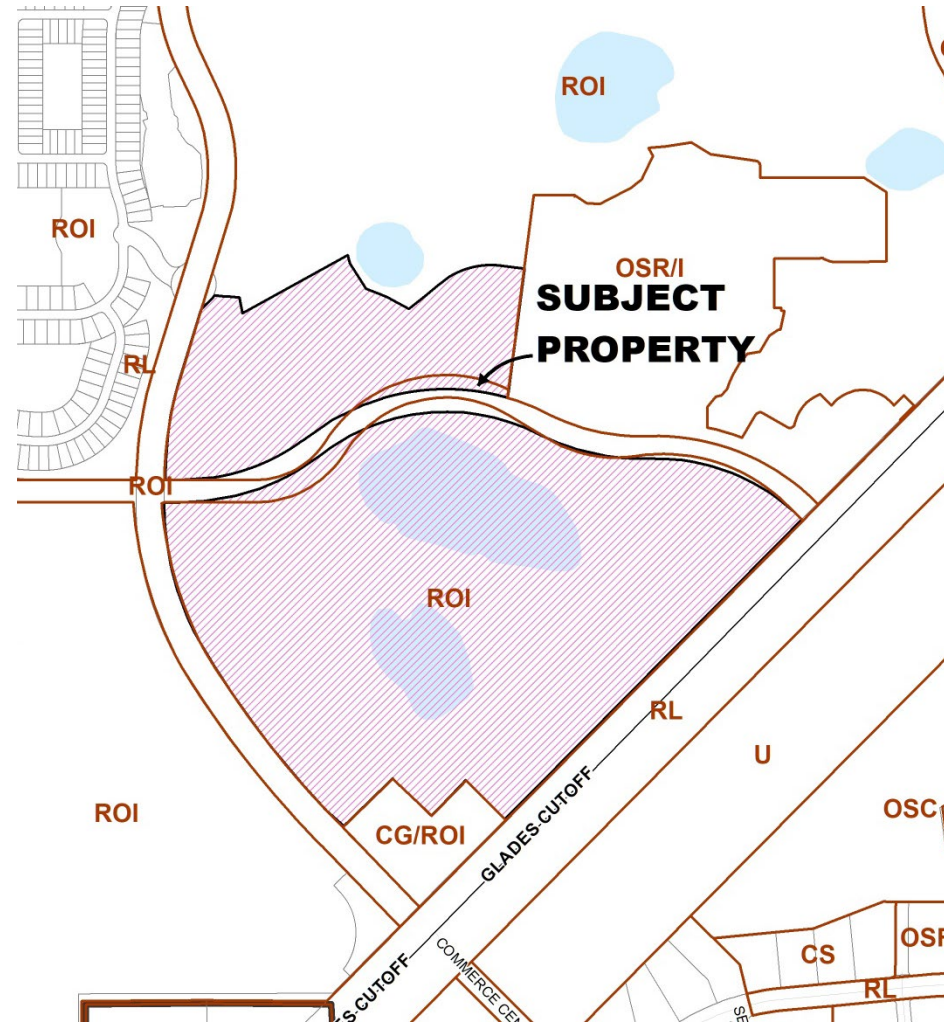 ROI
ROI
OSR/I
SUBJECT
PROPERTY
RL
ROI
ROI
RL
U
ROI
OSC
CG/ROI
GLADES CUTOFF
CS
RL
S-CUTOFF
COMMERCE CEN
SE